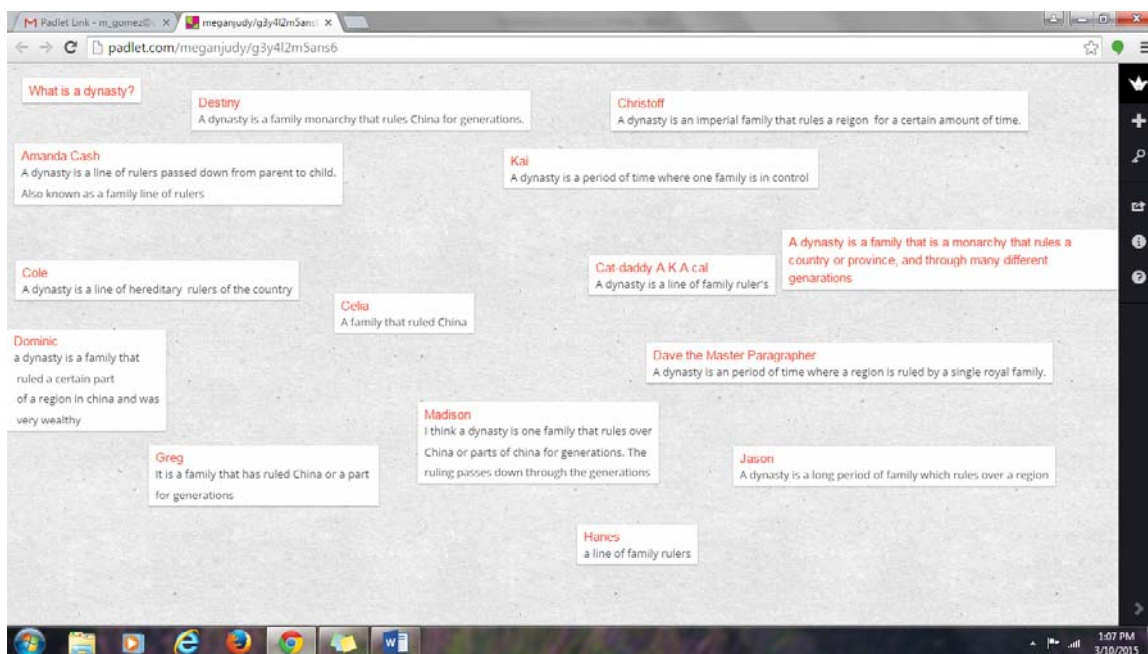 Padlet Link - m_gomez@
meganjudy/g3y4l2m5ans
padlet.com/meganjudy/g3y4l2m5ans6
What is a dynasty?
Destiny
A dynasty is a family monarchy that rules China for generations.
Christoff
A dynasty is an imperial family that rules a reigon for a certain amount of time.
Amanda Cash
A dynasty is a line of rulers passed down from parent to child.
Also known as a family line of rulers
Kai
A dynasty is a period of time where one family is in control
A dynasty is a family that is a monarchy that rules a
country or province, and through many different
genarations
Cole
A dynasty is a line of hereditary rulers of the country
Cat-daddy A K A cal
A dynasty is a line of family ruler's
Celia
A family that ruled China
Dominic
a dynasty is a family that
ruled a certain part
of a region in china and was
very wealthy
Dave the Master Paragrapher
A dynasty is an period of time where a region is ruled by a single royal family.
Madison
I think a dynasty is one family that rules over
China or parts of china for generations. The
ruling passes down through the generations
Greg
It is a family that has ruled China or a part
for generations
Jason
A dynasty is a long period of family which rules over a region
Hanes
a line of family rulers
1:07 PM
3/10/2015